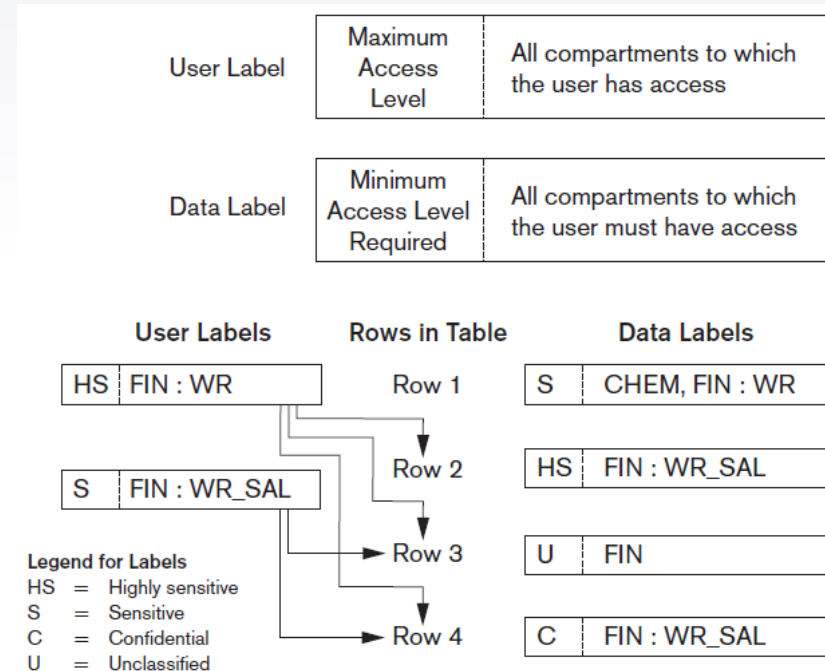 User Label
Maximum
Access
Level
All compartments to which
the user has access
Data Label
Minimum
Access Level
Required
All compartments to which
the user must have access
User Labels Rows in Table Data Labels
HS FIN : WR Row 1 S CHEM, FIN : WR
Row 2 HS FIN : WR_SAL
S FIN : WR_SAL
Row 3 U FIN
Row 4 C FIN : WR_SAL
Legend for Labels
HS = Highly sensitive
S = Sensitive
C = Confidential
U = Unclassified